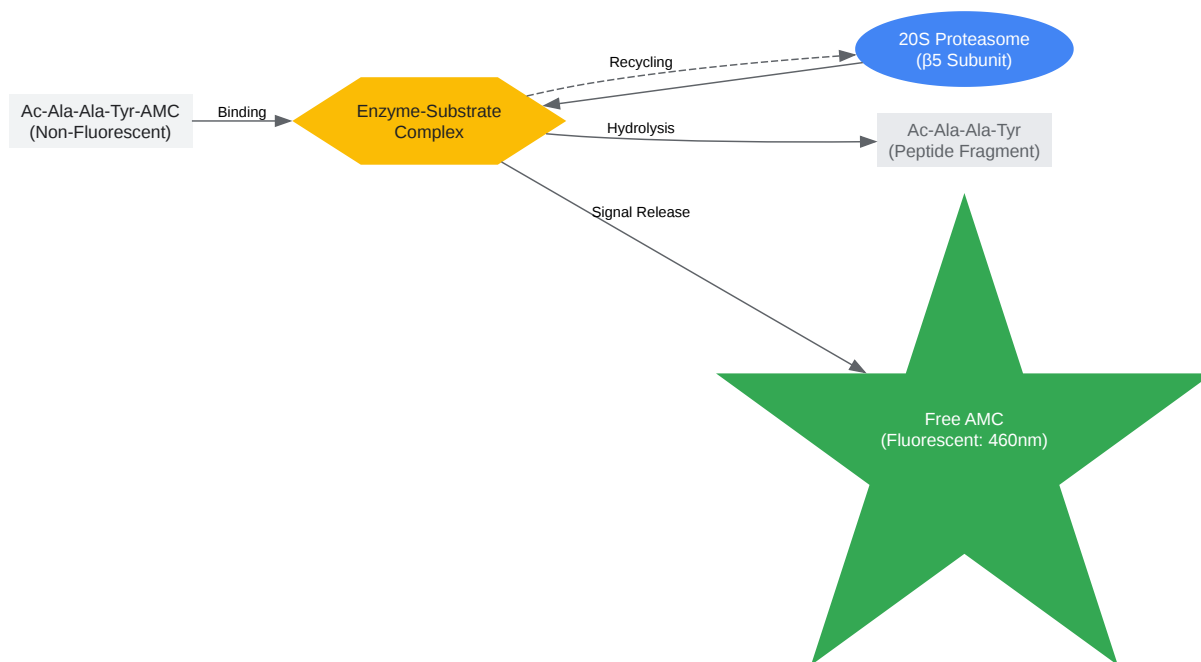 20S Proteasome
(β5 Subunit)
Recycling
Ac-Ala-Ala-Tyr-AMC
(Non-Fluorescent)
Binding
Enzyme-Substrate
Complex
Hydrolysis
Ac-Ala-Ala-Tyr
(Peptide Fragment)
Signal Release
Free AMC
(Fluorescent: 460nm)